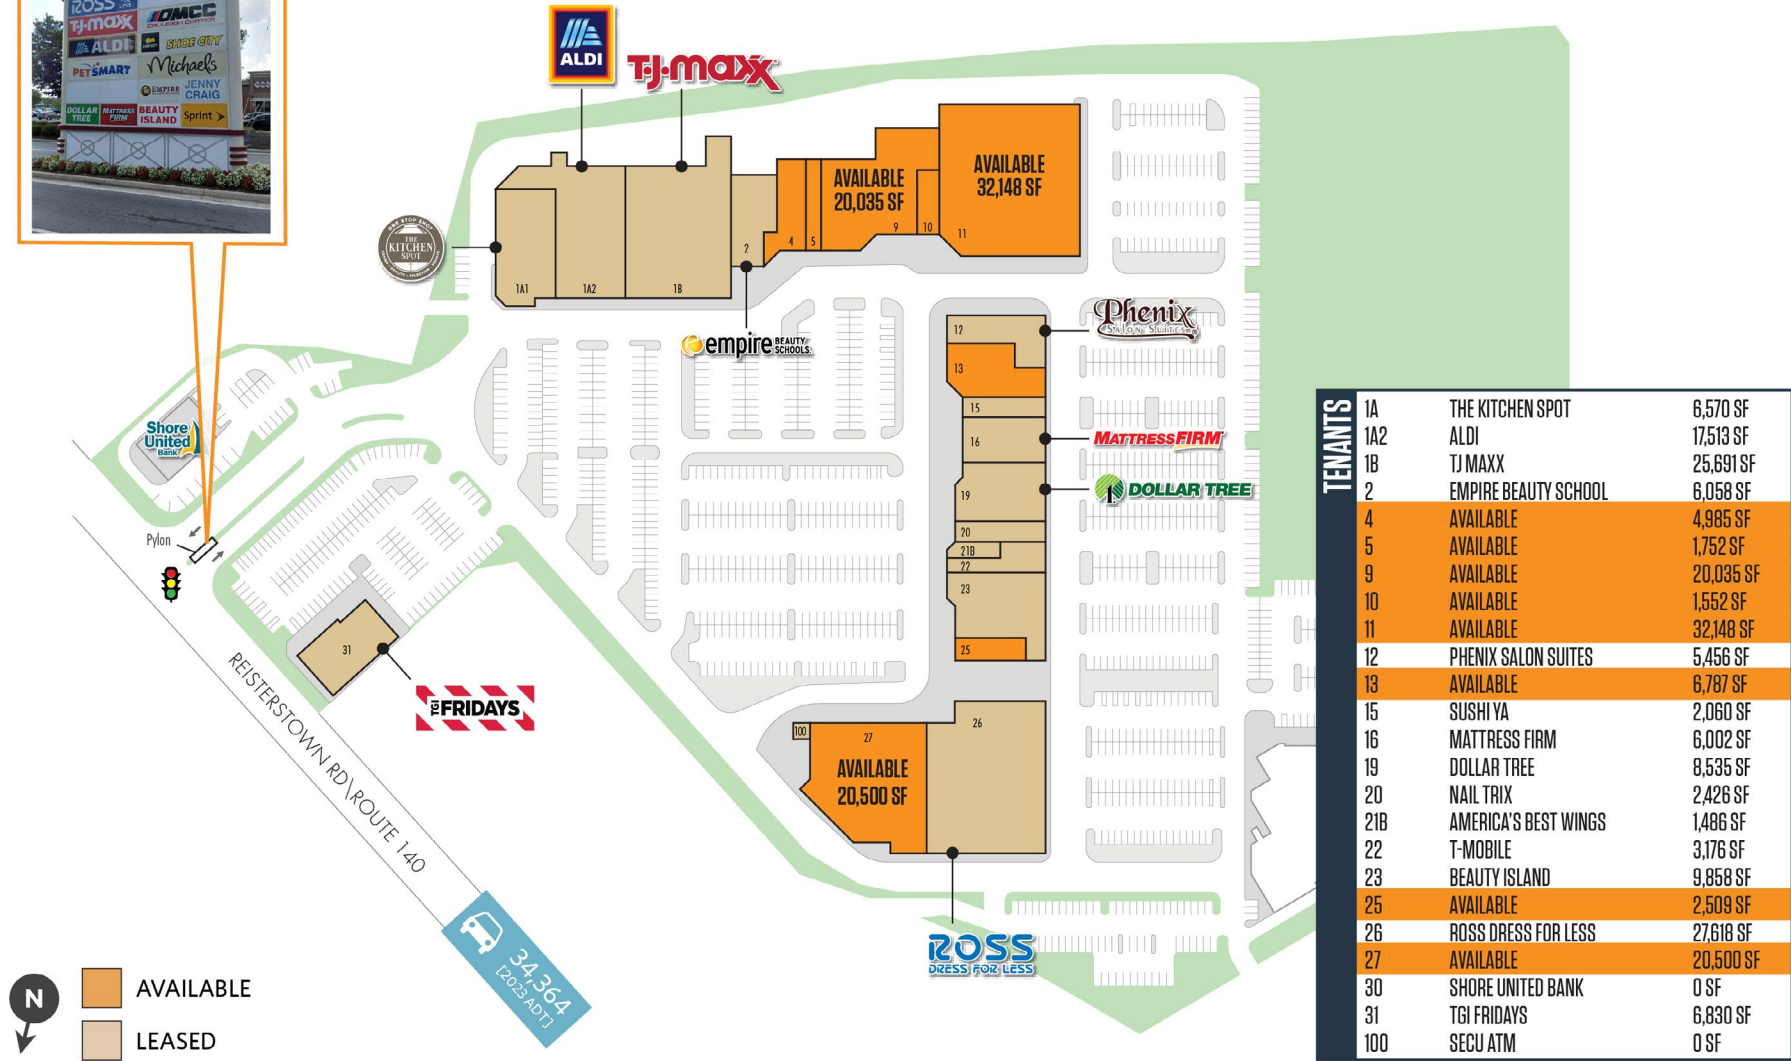 ROSS
T.J.maxx
DMCC
COLLISION CENTER
ALDI
SHOE CITY
PETSMART
Michaels
EMPIRE
JENNY
CRAIG
DOLLAR
TREE
MATTRESS
FIRM
BEAUTY
ISLAND
Sprint
ALDI
T.J.maxx
ONE STOP SHOP
THE
KITCHEN
SPOT
empire BEAUTY
SCHOOLS
AVAILABLE
20,035 SF
AVAILABLE
32,148 SF
1A1
1A2
1B
2
4
5
9
10
11
Phenix
SALON SUITES
MATTRESSFIRM
DOLLAR TREE
12
13
15
16
19
20
21B
22
23
25
26
27
100
AVAILABLE
20,500 SF
ROSS
DRESS FOR LESS
Shore
United
Bank
Pylon
31
TGI FRIDAYS
REISTERSTOWN RD\ROUTE 140
34,364
[2023 ADT]
N
AVAILABLE
LEASED
TENANTS
1A THE KITCHEN SPOT 6,570 SF
1A2 ALDI 17,513 SF
1B TJ MAXX 25,691 SF
2 EMPIRE BEAUTY SCHOOL 6,058 SF
4 AVAILABLE 4,985 SF
5 AVAILABLE 1,752 SF
9 AVAILABLE 20,035 SF
10 AVAILABLE 1,552 SF
11 AVAILABLE 32,148 SF
12 PHENIX SALON SUITES 5,456 SF
13 AVAILABLE 6,787 SF
15 SUSHI YA 2,060 SF
16 MATTRESS FIRM 6,002 SF
19 DOLLAR TREE 8,535 SF
20 NAIL TRIX 2,426 SF
21B AMERICA'S BEST WINGS 1,486 SF
22 T-MOBILE 3,176 SF
23 BEAUTY ISLAND 9,858 SF
25 AVAILABLE 2,509 SF
26 ROSS DRESS FOR LESS 27,618 SF
27 AVAILABLE 20,500 SF
30 SHORE UNITED BANK 0 SF
31 TGI FRIDAYS 6,830 SF
100 SECU ATM 0 SF